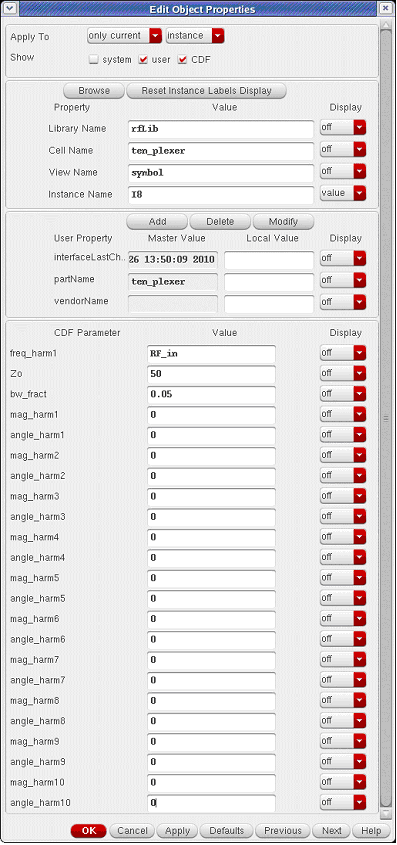 Edit Object Properties
Apply To only current instance
Show system user CDF
Browse Reset Instance Labels Display
Property Value Display
Library Name rfLib off
Cell Name ten_plexer off
View Name symbol off
Instance Name I8 value
Add Delete Modify
User Property Master Value Local Value Display
interfaceLastCh.. 26 13:50:09 2010 off
partName ten_plexer off
vendorName off
CDF Parameter Value Display
freq_harm1 RF_in off
Zo 50 off
bw_fract 0.05 off
mag_harm1 0 off
angle_harm1 0 off
mag_harm2 0 off
angle_harm2 0 off
mag_harm3 0 off
angle_harm3 0 off
mag_harm4 0 off
angle_harm4 0 off
mag_harm5 0 off
angle_harm5 0 off
mag_harm6 0 off
angle_harm6 0 off
mag_harm7 0 off
angle_harm7 0 off
mag_harm8 0 off
angle_harm8 0 off
mag_harm9 0 off
angle_harm9 0 off
mag_harm10 0 off
angle_harm10 0 off
OK Cancel Apply Defaults Previous Next Help